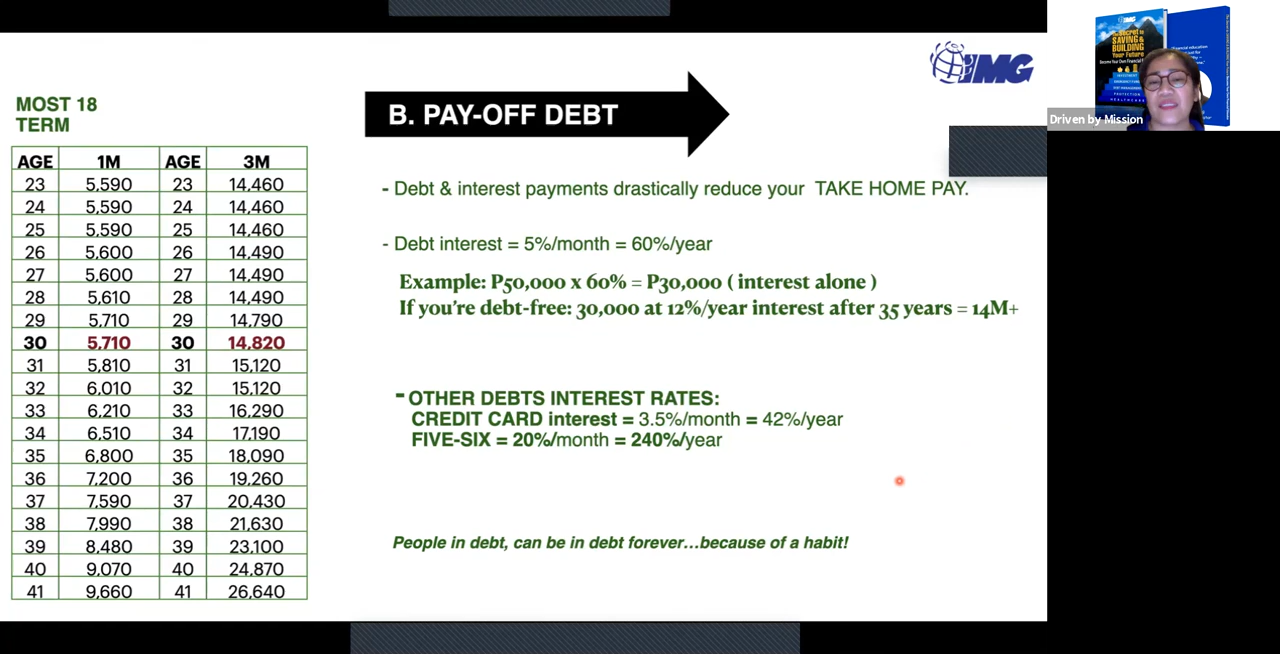 IMG
MOST 18
TERM
B. PAY-OFF DEBT
AGE 1M AGE 3M
23 5,590 23 14,460
24 5,590 24 14,460
25 5,590 25 14,460
26 5,600 26 14,490
27 5,600 27 14,490
28 5,610 28 14,490
29 5,710 29 14,790
30 5,710 30 14,820
31 5,810 31 15,120
32 6,010 32 15,120
33 6,210 33 16,290
34 6,510 34 17,190
35 6,800 35 18,090
36 7,200 36 19,260
37 7,590 37 20,430
38 7,990 38 21,630
39 8,480 39 23,100
40 9,070 40 24,870
41 9,660 41 26,640
- Debt & interest payments drastically reduce your TAKE HOME PAY.
- Debt interest = 5%/month = 60%/year
Example: P50,000 x 60% = P30,000 ( interest alone )
If you're debt-free: 30,000 at 12%/year interest after 35 years = 14M+
- OTHER DEBTS INTEREST RATES:
CREDIT CARD interest = 3.5%/month = 42%/year
FIVE-SIX = 20%/month = 240%/year
People in debt, can be in debt forever...because of a habit!
IMG
SAVING &
BUILDING
Your Future
Driven by Mission